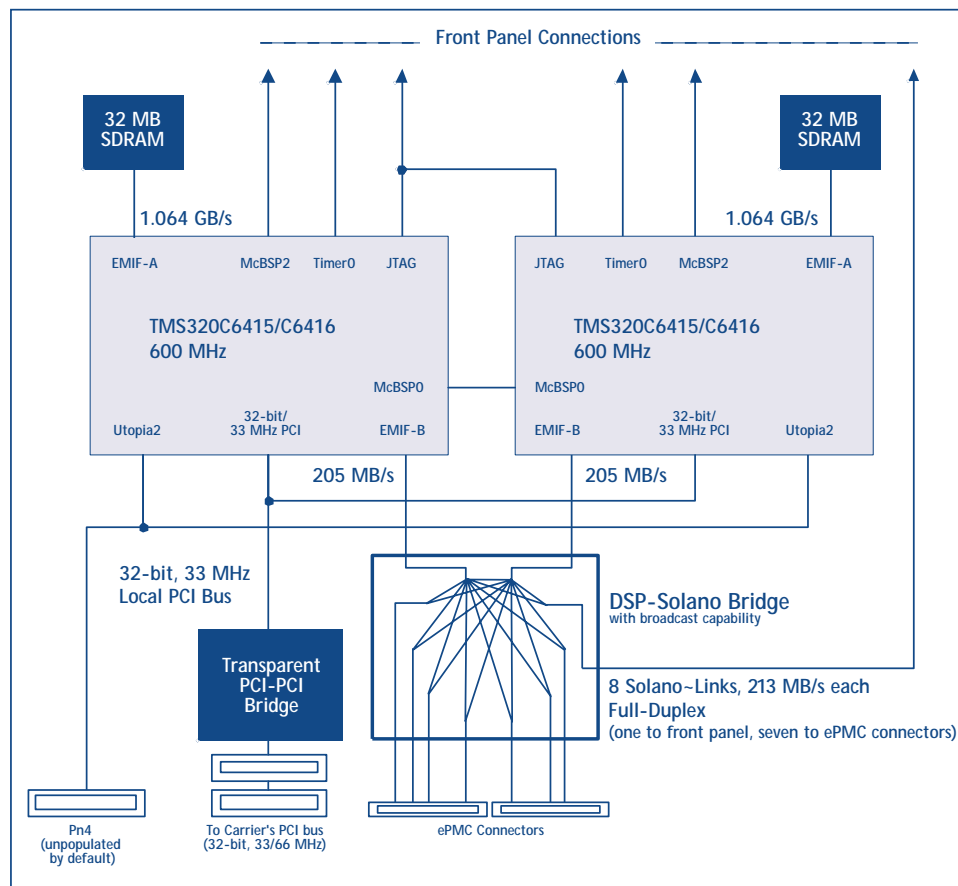 Front Panel Connections
32 MB
SDRAM
32 MB
SDRAM
1.064 GB/s
1.064 GB/s
EMIF-A
McBSP2
Timer0
JTAG
JTAG
Timer0
McBSP2
EMIF-A
TMS320C6415/C6416
600 MHz
TMS320C6415/C6416
600 MHz
McBSP0
McBSP0
Utopia2
32-bit/
33 MHz PCI
EMIF-B
EMIF-B
32-bit/
33 MHz PCI
Utopia2
205 MB/s
205 MB/s
32-bit, 33 MHz
Local PCI Bus
DSP-Solano Bridge
with broadcast capability
Transparent
PCI-PCI
Bridge
8 Solano~Links, 213 MB/s each
Full-Duplex
(one to front panel, seven to ePMC connectors)
Pn4
(unpopulated
by default)
To Carrier's PCI bus
(32-bit, 33/66 MHz)
ePMC Connectors